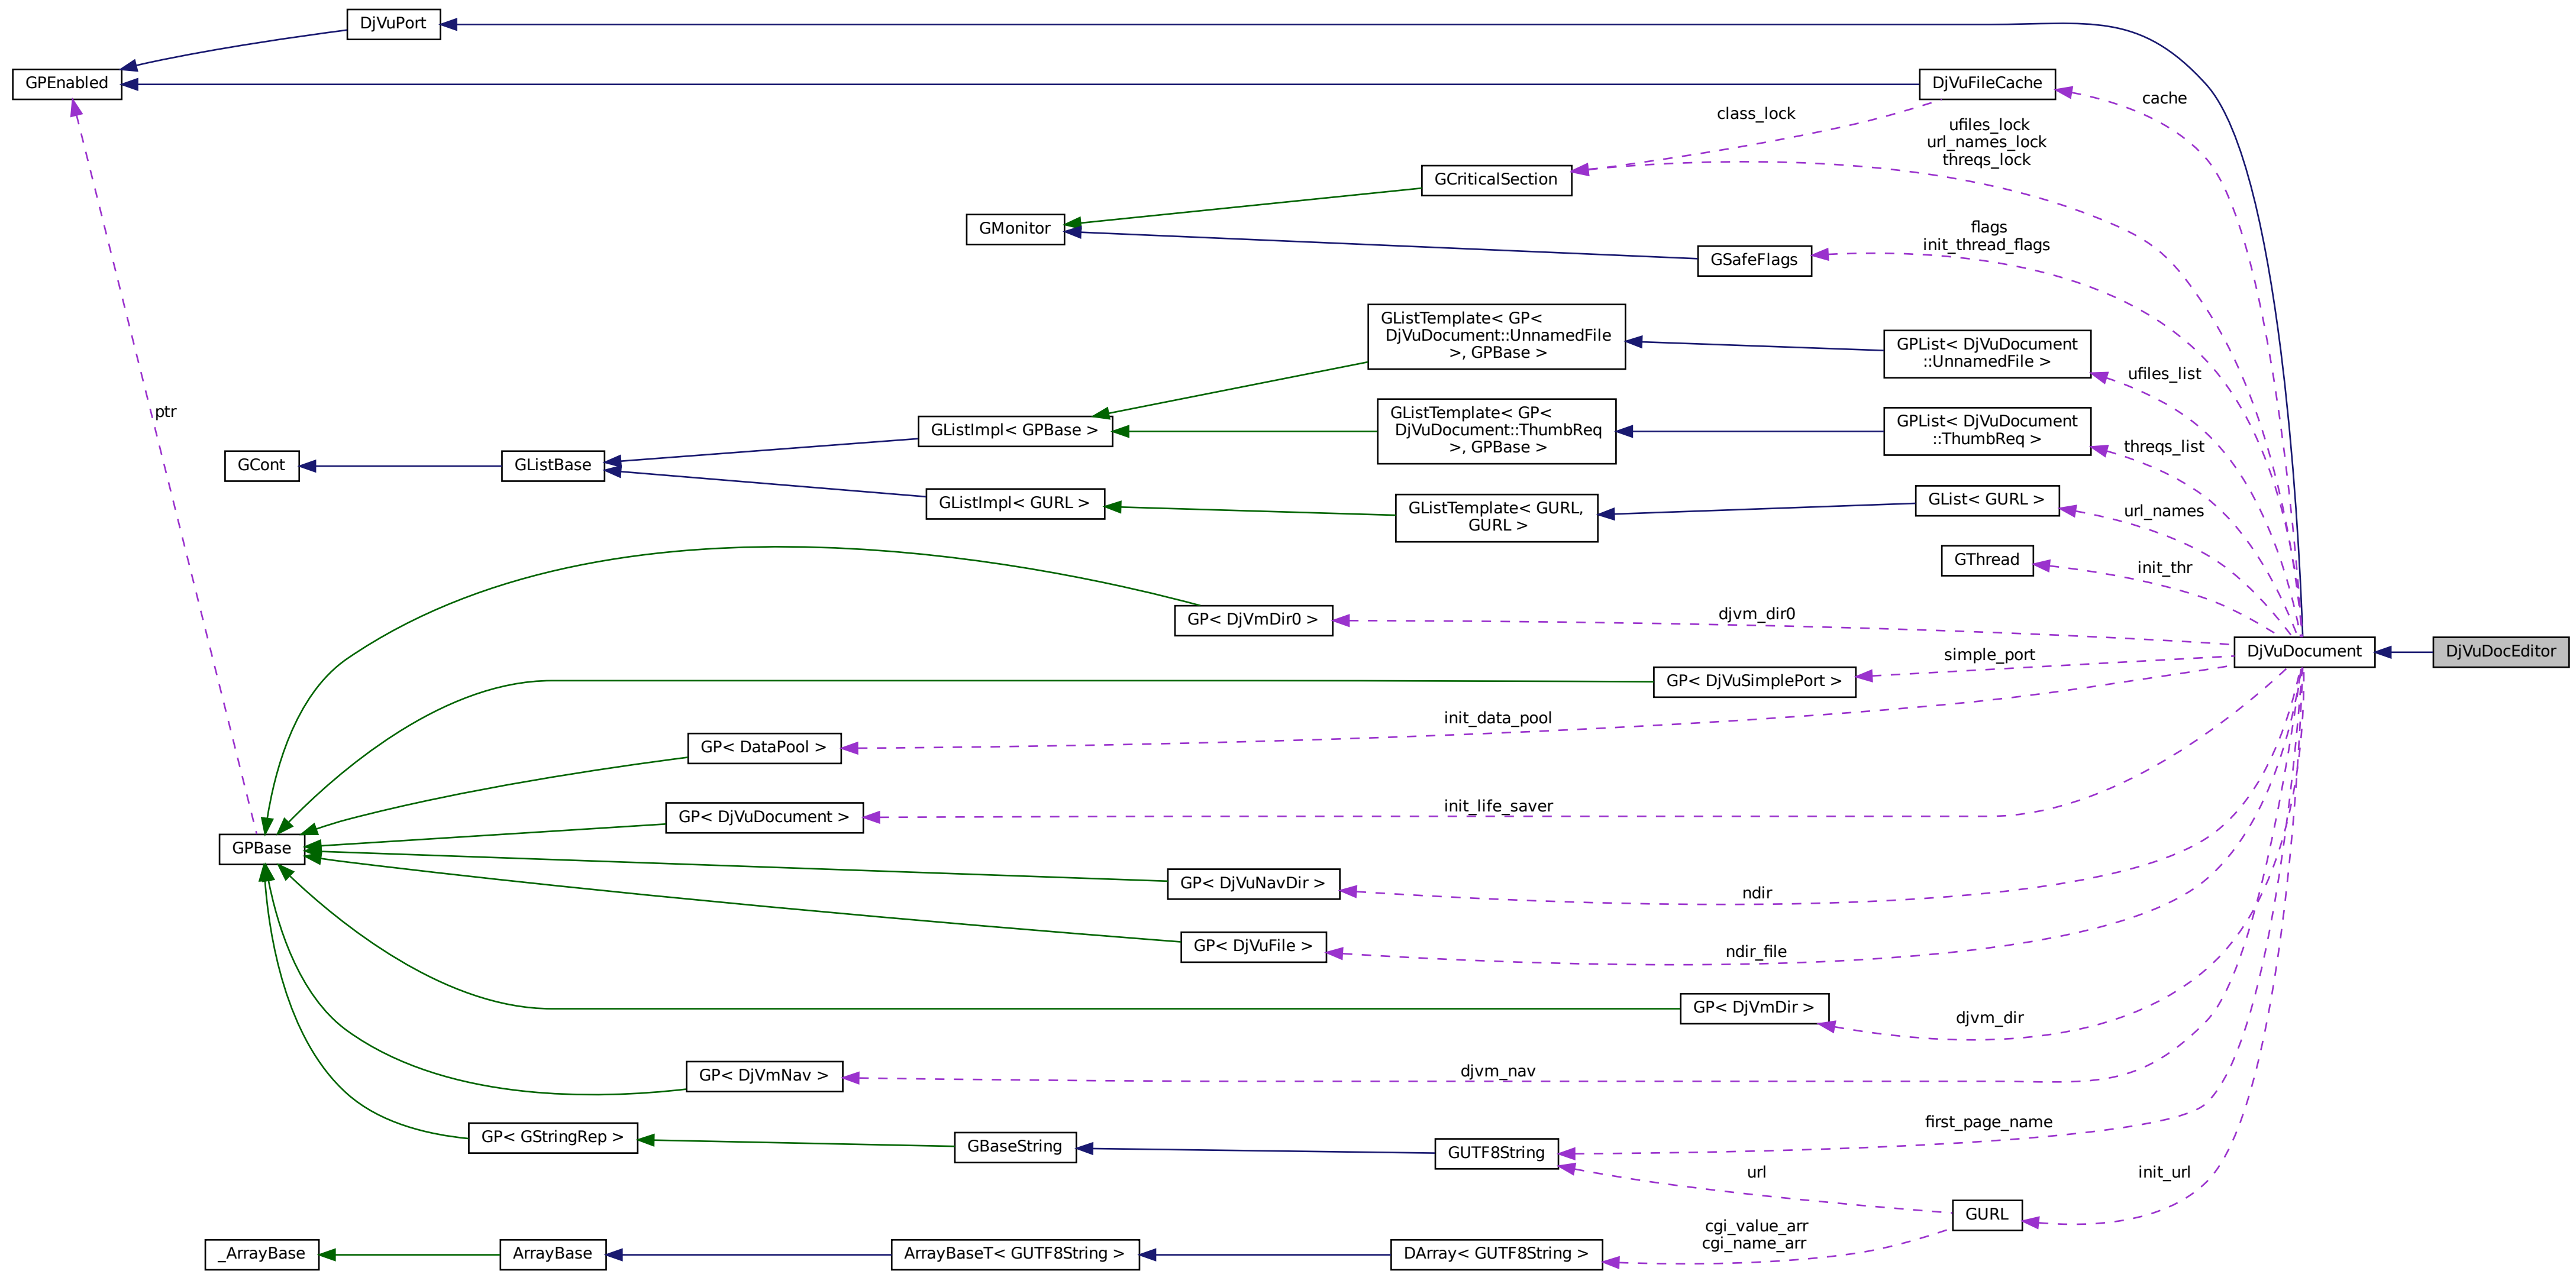 DjVuPort
GPEnabled
DjVuFileCache
cache
class_lock
ufiles_lock
url_names_lock
threqs_lock
GCriticalSection
GMonitor
flags
init_thread_flags
GSafeFlags
GListTemplate< GP<
DjVuDocument::UnnamedFile
>, GPBase >
GPList< DjVuDocument
::UnnamedFile >
ufiles_list
ptr
GListImpl< GPBase >
GListTemplate< GP<
DjVuDocument::ThumbReq
>, GPBase >
GPList< DjVuDocument
::ThumbReq >
threqs_list
GCont
GListBase
GListImpl< GURL >
GListTemplate< GURL,
GURL >
GList< GURL >
url_names
GThread
init_thr
GP< DjVmDir0 >
djvm_dir0
DjVuDocument
DjVuDocEditor
simple_port
GP< DjVuSimplePort >
init_data_pool
GP< DataPool >
init_life_saver
GP< DjVuDocument >
GPBase
GP< DjVuNavDir >
ndir
GP< DjVuFile >
ndir_file
GP< DjVmDir >
djvm_dir
GP< DjVmNav >
djvm_nav
first_page_name
GP< GStringRep >
GBaseString
GUTF8String
url
init_url
GURL
cgi_value_arr
cgi_name_arr
_ArrayBase
ArrayBase
ArrayBaseT< GUTF8String >
DArray< GUTF8String >